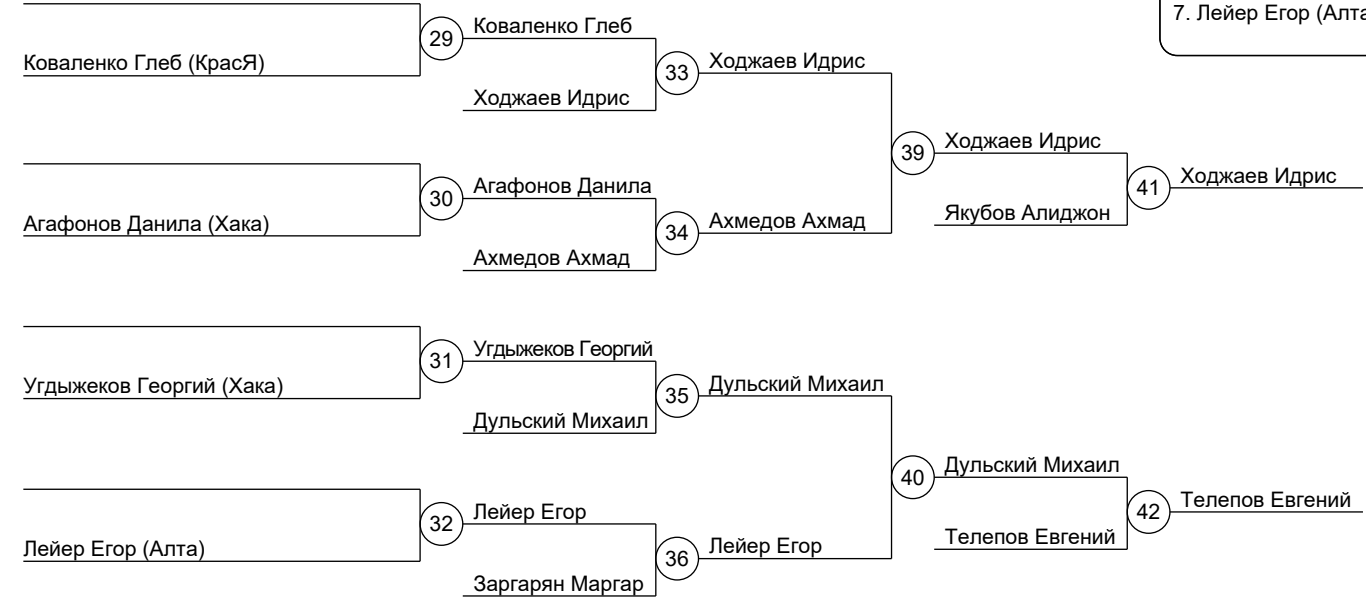 7. Лейер Егор (Алта
29
Коваленко Глеб
Коваленко Глеб (КрасЯ)
33
Ходжаев Идрис
Ходжаев Идрис
39
Ходжаев Идрис
30
Агафонов Данила
41
Ходжаев Идрис
Агафонов Данила (Хака)
34
Ахмедов Ахмад
Якубов Алиджон
Ахмедов Ахмад
31
Угдыжеков Георгий
Угдыжеков Георгий (Хака)
35
Дульский Михаил
Дульский Михаил
40
Дульский Михаил
32
Лейер Егор
42
Телепов Евгений
Лейер Егор (Алта)
36
Лейер Егор
Телепов Евгений
Заргарян Маргар